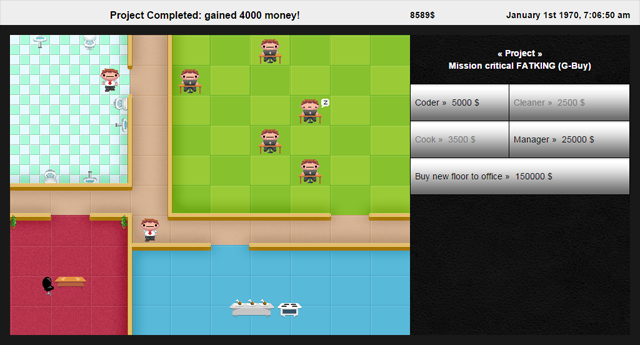 Project Completed: gained 4000 money!
8589$
January 1st 1970, 7:06:50 am
« Project »
Mission critical FATKING (G-Buy)
Coder » 5000 $
Cleaner » 2500 $
Cook » 3500 $
Manager » 25000 $
Buy new floor to office » 150000 $
z